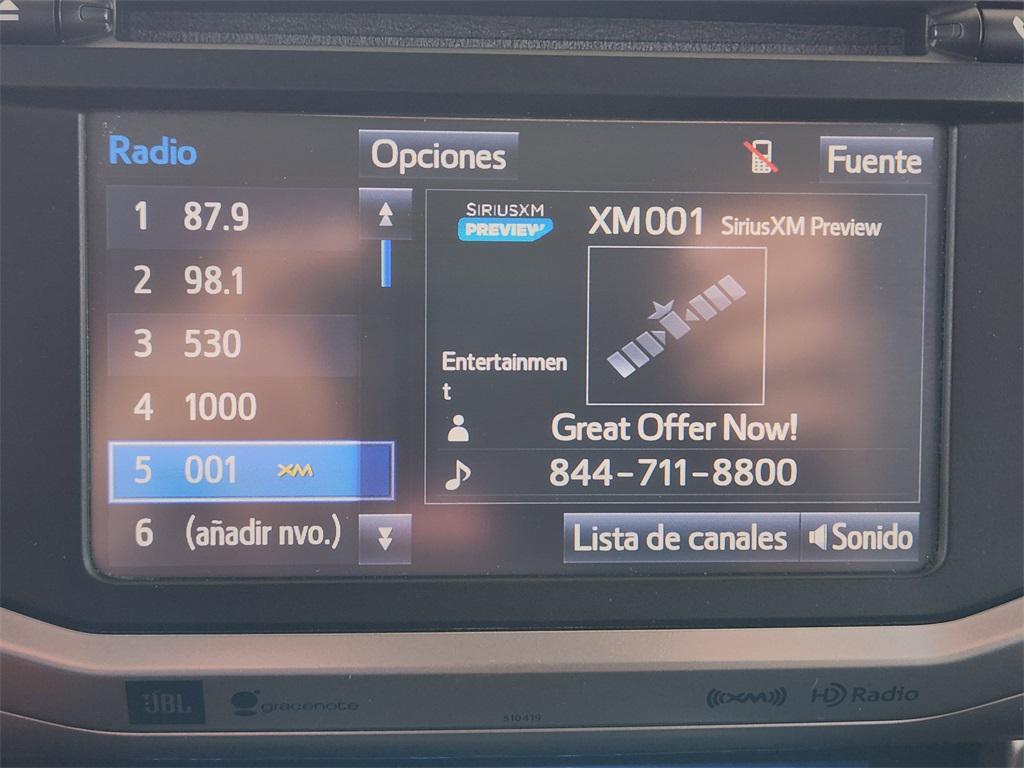 Radio
Opciones
Fuente
1 87.9
2 98.1
3 530
4 1000
5 001 XM
6 (añadir nvo.)
SIRIUSXM
PREVIEW
XM001 SiriusXM Preview
Entertainmen
t
Great Offer Now!
844-711-8800
Lista de canales
Sonido
JBL
gracenote
510419
((XM))
HD Radio